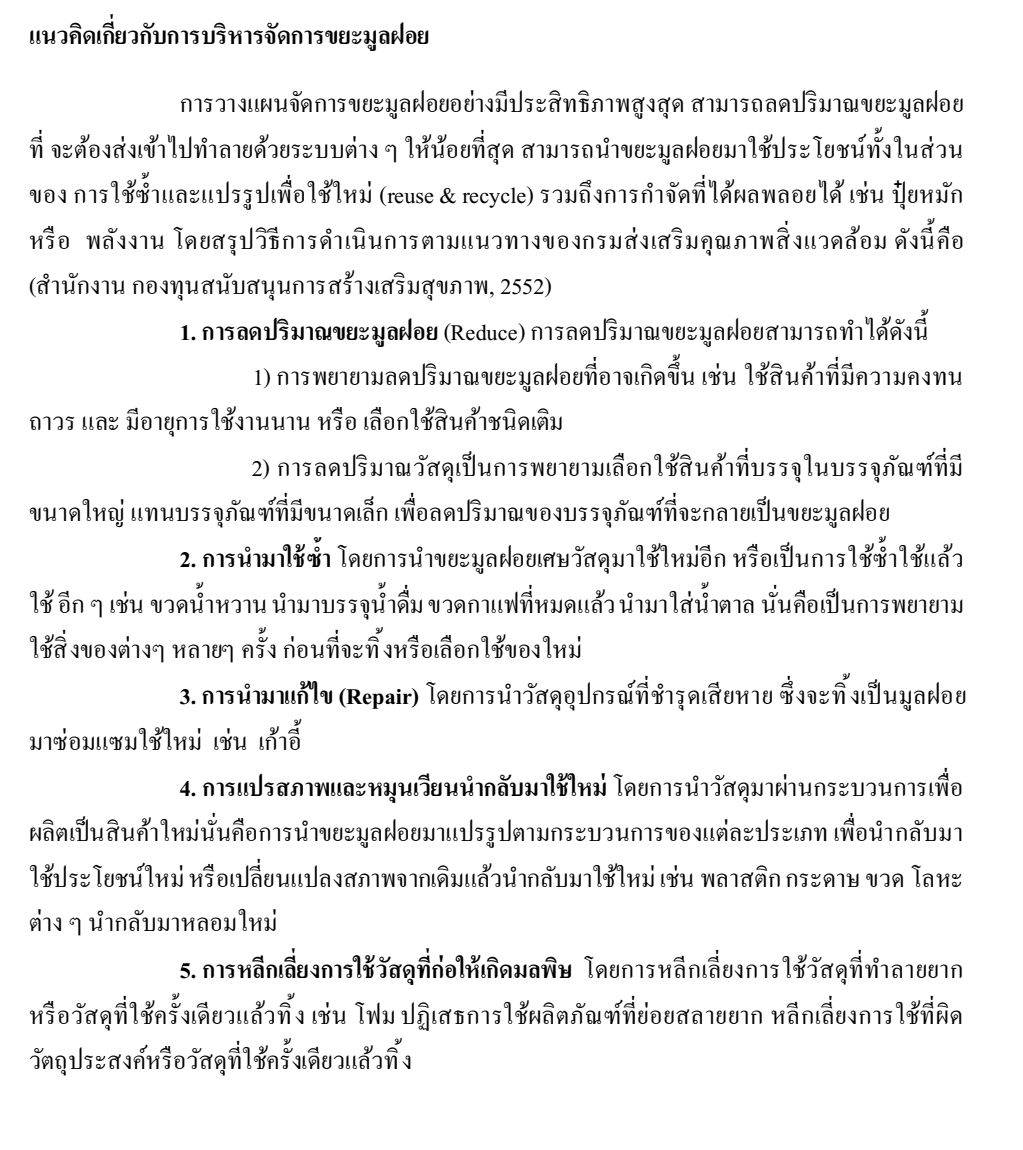 แนวคิดเกี่ยวกับการบริหารจัดการขยะมูลฝอย
การวางแผนจัดการขยะมูลฝอยอย่างมีประสิทธิภาพสูงสุด สามารถลดปริมาณขยะมูลฝอย
ที่ จะต้องส่งเข้าไปทำลายด้วยระบบต่าง ๆ ให้น้อยที่สุด สามารถนำขยะมูลฝอยมาใช้ประโยชน์ทั้งในส่วน
ของ การใช้ซ้ำและแปรรูปเพื่อใช้ใหม่ (reuse & recycle) รวมถึงการกำจัดที่ได้ผลพลอยได้ เช่น ปุ๋ยหมัก
หรือ พลังงาน โดยสรุปวิธีการดำเนินการตามแนวทางของกรมส่งเสริมคุณภาพสิ่งแวดล้อม ดังนี้คือ
(สำนักงาน กองทุนสนับสนุนการสร้างเสริมสุขภาพ, 2552)
1. การลดปริมาณขยะมูลฝอย (Reduce) การลดปริมาณขยะมูลฝอยสามารถทำได้ดังนี้
1) การพยายามลดปริมาณขยะมูลฝอยที่อาจเกิดขึ้น เช่น ใช้สินค้าที่มีความคงทน
ถาวร และ มีอายุการใช้งานนาน หรือ เลือกใช้สินค้าชนิดเติม
2) การลดปริมาณวัสดุเป็นการพยายามเลือกใช้สินค้าที่บรรจุในบรรจุภัณฑ์ที่มี
ขนาดใหญ่ แทนบรรจุภัณฑ์ที่มีขนาดเล็ก เพื่อลดปริมาณของบรรจุภัณฑ์ที่จะกลายเป็นขยะมูลฝอย
2. การนำมาใช้ซ้ำ โดยการนำขยะมูลฝอยเศษวัสดุมาใช้ใหม่อีก หรือเป็นการใช้ซ้ำใช้แล้ว
ใช้ อีก ๆ เช่น ขวดน้ำหวาน นำมาบรรจุน้ำดื่ม ขวดกาแฟที่หมดแล้ว นำมาใส่น้ำตาล นั่นคือเป็นการพยายาม
ใช้สิ่งของต่างๆ หลายๆ ครั้ง ก่อนที่จะทิ้งหรือเลือกใช้ของใหม่
3. การนำมาแก้ไข (Repair) โดยการนำวัสดุอุปกรณ์ที่ชำรุดเสียหาย ซึ่งจะทิ้งเป็นมูลฝอย
มาซ่อมแซมใช้ใหม่ เช่น เก้าอี้
4. การแปรสภาพและหมุนเวียนนำกลับมาใช้ใหม่ โดยการนำวัสดุมาผ่านกระบวนการเพื่อ
ผลิตเป็นสินค้าใหม่นั่นคือการนำขยะมูลฝอยมาแปรรูปตามกระบวนการของแต่ละประเภท เพื่อนำกลับมา
ใช้ประโยชน์ใหม่ หรือเปลี่ยนแปลงสภาพจากเดิมแล้วนำกลับมาใช้ใหม่ เช่น พลาสติก กระดาษ ขวด โลหะ
ต่าง ๆ นำกลับมาหลอมใหม่
5. การหลีกเลี่ยงการใช้วัสดุที่ก่อให้เกิดมลพิษ โดยการหลีกเลี่ยงการใช้วัสดุที่ทำลายยาก
หรือวัสดุที่ใช้ครั้งเดียวแล้วทิ้ง เช่น โฟม ปฏิเสธการใช้ผลิตภัณฑ์ที่ย่อยสลายยาก หลีกเลี่ยงการใช้ที่ผิด
วัตถุประสงค์หรือวัสดุที่ใช้ครั้งเดียวแล้วทิ้ง